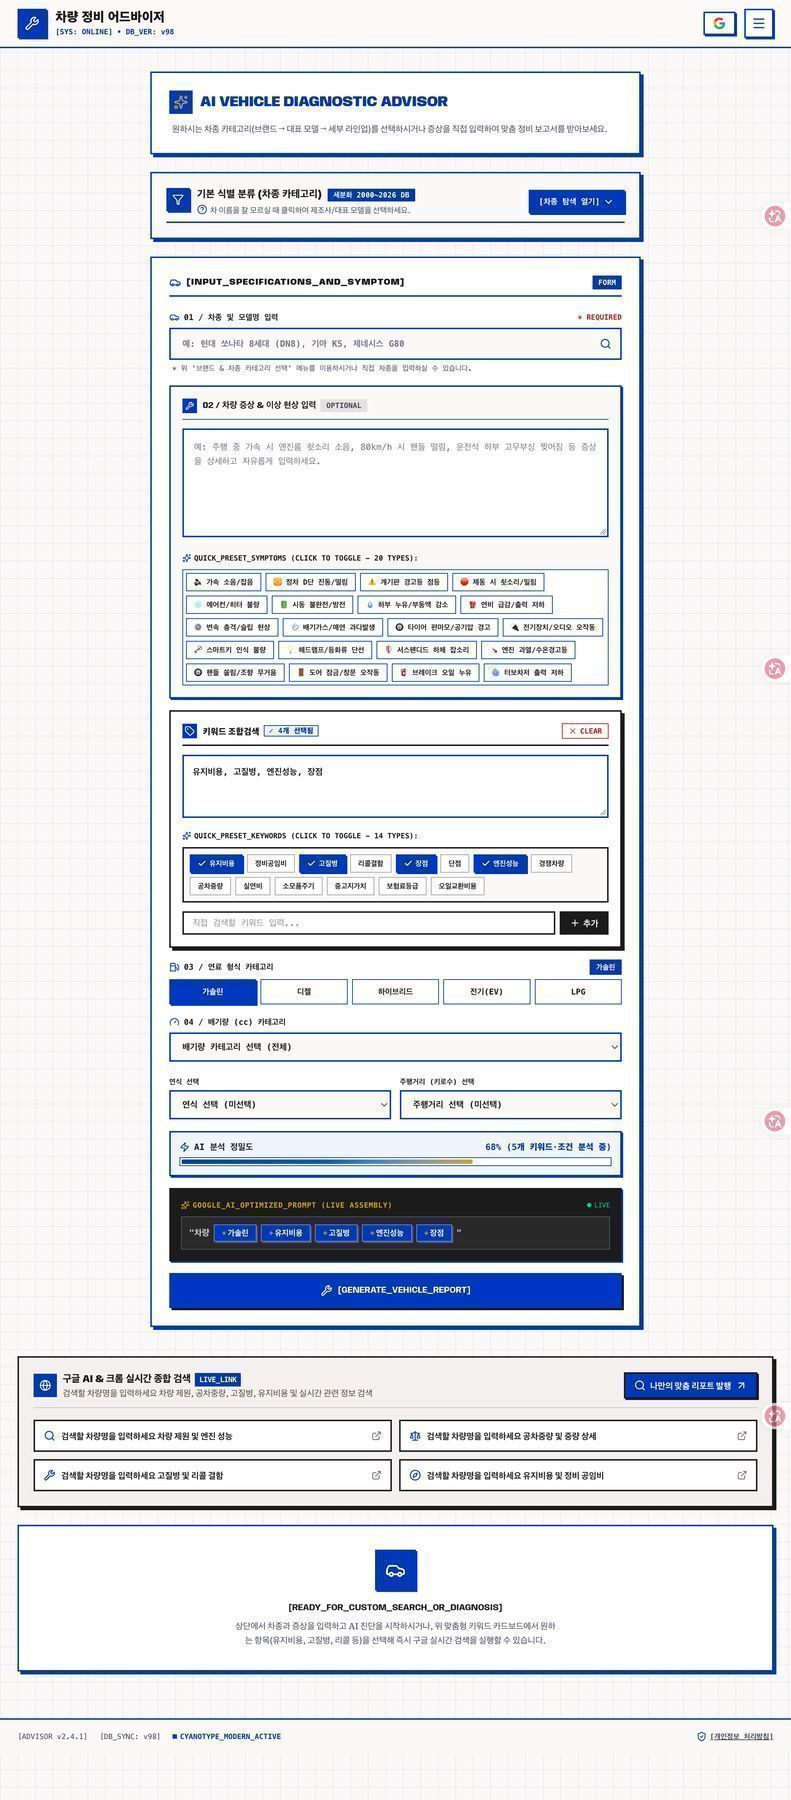 차량 정비 어드바이저
[SYS: ONLINE] • DB_VER: v98
AI VEHICLE DIAGNOSTIC ADVISOR
원하시는 차종 카테고리(브랜드 → 대표 모델 → 세부 라인업)를 선택하시거나 증상을 직접 입력하여 맞춤 정비 보고서를 받아보세요.
기본 식별 분류 (차종 카테고리) 세분화 2000~2026 DB
차 이름을 잘 모르실 때 클릭하여 제조사/대표 모델을 선택하세요.
[차종 탐색 열기]
[INPUT_SPECIFICATIONS_AND_SYMPTOM] FORM
01 / 차종 및 모델명 입력 * REQUIRED
예: 현대 쏘나타 8세대 (DN8), 기아 K5, 제네시스 G80
* 위 '브랜드 & 차종 카테고리 선택' 메뉴를 이용하시거나 직접 차종을 입력하실 수 있습니다.
02 / 차량 증상 & 이상 현상 입력 OPTIONAL
예: 주행 중 가속 시 엔진룸 쇳소리 소음, 80km/h 시 핸들 떨림, 운전석 하부 고무부싱 찢어짐 등 증상
을 상세하고 자유롭게 입력하세요.
QUICK_PRESET_SYMPTOMS (CLICK TO TOGGLE – 20 TYPES):
가속 소음/잡음 정차 D단 진동/떨림 계기판 경고등 점등 제동 시 쇳소리/밀림
에어컨/히터 불량 시동 불완전/방전 하부 누유/부동액 감소 연비 급감/출력 저하
변속 충격/슬립 현상 배기가스/매연 과다발생 타이어 편마모/공기압 경고 전기장치/오디오 오작동
스마트키 인식 불량 헤드램프/등화류 단선 서스펜디드 하체 잡소리 엔진 과열/수온경고등
핸들 쏠림/조향 무거움 도어 잠금/창문 오작동 브레이크 오일 누유 터보차저 출력 저하
키워드 조합검색 ✓ 4개 선택됨 × CLEAR
유지비용, 고질병, 엔진성능, 장점
QUICK_PRESET_KEYWORDS (CLICK TO TOGGLE – 14 TYPES):
✓ 유지비용 정비공임비 ✓ 고질병 리콜결함 ✓ 장점 단점 ✓ 엔진성능 경쟁차량
공차중량 실연비 소모품주기 중고지가치 보험료등급 오일교환비용
직접 검색할 키워드 입력... + 추가
03 / 연료 형식 카테고리 가솔린
가솔린 디젤 하이브리드 전기(EV) LPG
04 / 배기량 (cc) 카테고리
배기량 카테고리 선택 (전체)
연식 선택 주행거리 (키로수) 선택
연식 선택 (미선택) 주행거리 선택 (미선택)
AI 분석 정밀도 68% (5개 키워드·조건 분석 중)
GOOGLE_AI_OPTIMIZED_PROMPT (LIVE ASSEMBLY) LIVE
"차량 +가솔린 +유지비용 +고질병 +엔진성능 +장점 "
[GENERATE_VEHICLE_REPORT]
구글 AI & 크롬 실시간 종합 검색 LIVE_LINK
검색할 차량명을 입력하세요 차량 제원, 공차중량, 고질병, 유지비용 및 실시간 관련 정보 검색
나만의 맞춤 리포트 발행
검색할 차량명을 입력하세요 차량 제원 및 엔진 성능
검색할 차량명을 입력하세요 공차중량 및 중량 상세
검색할 차량명을 입력하세요 고질병 및 리콜 결함
검색할 차량명을 입력하세요 유지비용 및 정비 공임비
[READY_FOR_CUSTOM_SEARCH_OR_DIAGNOSIS]
상단에서 차종과 증상을 입력하고 AI 진단을 시작하시거나, 위 맞춤형 키워드 카드보드에서 원하
는 항목(유지비용, 고질병, 리콜 등)을 선택해 즉시 구글 실시간 검색을 실행할 수 있습니다.
[ADVISOR v2.4.1] [DB_SYNC: v98] CYANOTYPE_MODERN_ACTIVE
[개인정보 처리방침]